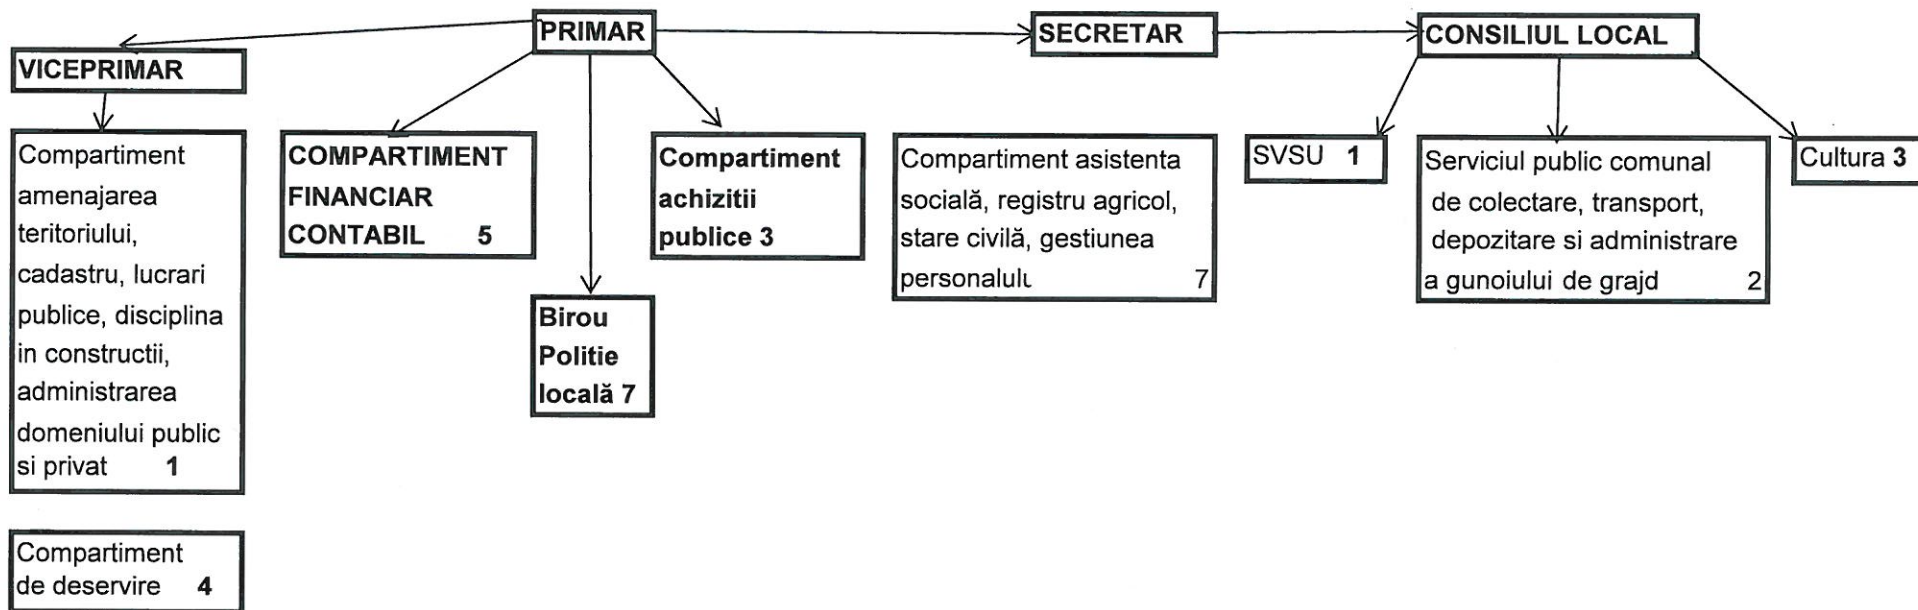 PRIMAR
SECRETAR
CONSILIUL LOCAL
VICEPRIMAR
Compartiment
amenajarea
teritoriului,
cadastru, lucrari
publice, disciplina
in constructii,
administrarea
domeniului public
si privat 1
COMPARTIMENT
FINANCIAR
CONTABIL 5
Compartiment
achizitii
publice 3
Compartiment asistenta
socială, registru agricol,
stare civilă, gestiunea
personalulu 7
SVSU 1
Serviciul public comunal
de colectare, transport,
depozitare si administrare
a gunoiului de grajd 2
Cultura 3
Birou
Politie
locală 7
Compartiment
de deservire 4